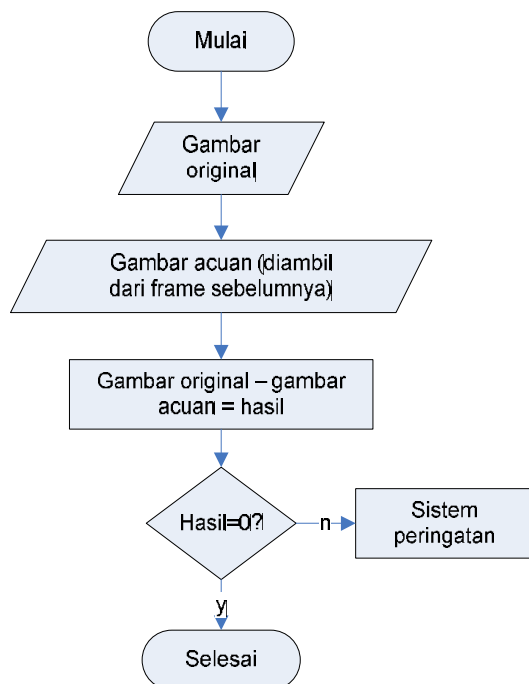 Mulai
Gambar
original
Gambar acuan (diambil
dari frame sebelumnya)
Gambar original – gambar
acuan = hasil
Hasil=0?
n
Sistem
peringatan
y
Selesai